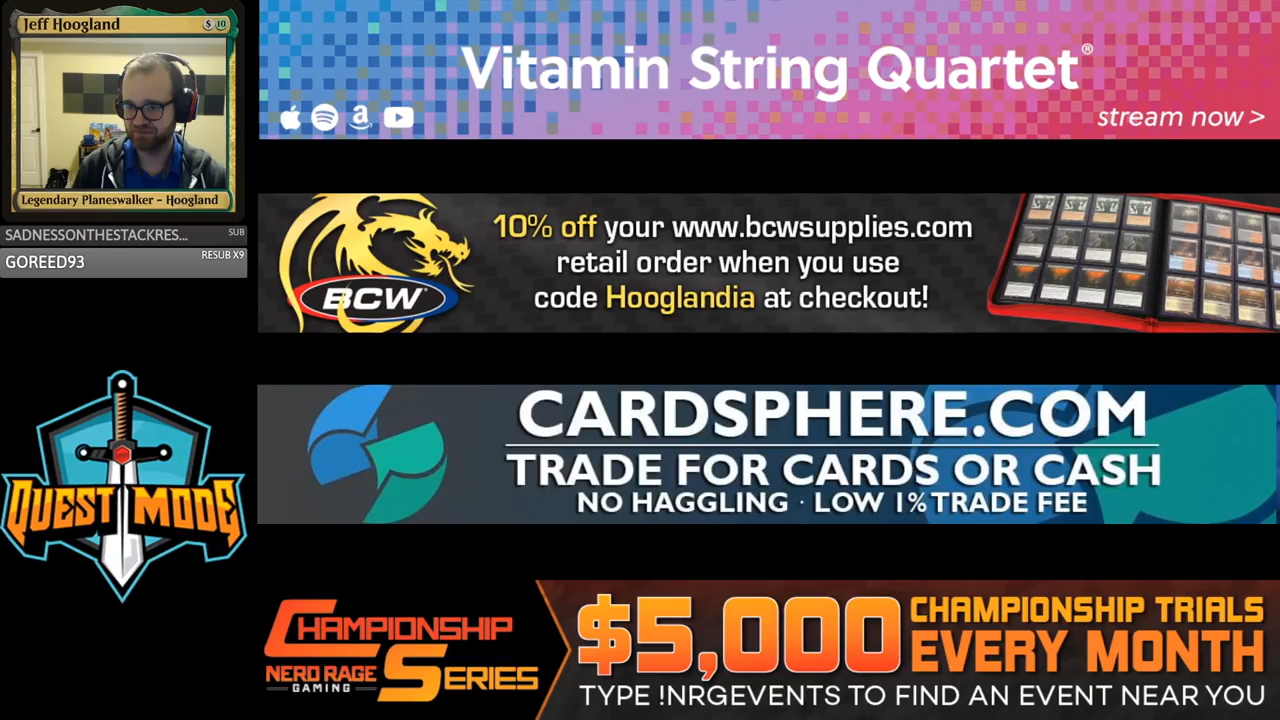 Jeff Hoogland
$ 10
Legendary Planeswalker - Hoogland
SADNESSONTHESTACKRES... SUB
GOREED93 RESUB X9
QUEST MODE
Vitamin String Quartet®
stream now >
10% off your www.bcwsupplies.com
retail order when you use
code Hooglandia at checkout!
BCW
CARDSPHERE.COM
TRADE FOR CARDS OR CASH
NO HAGGLING · LOW 1% TRADE FEE
CHAMPIONSHIP
NERD RAGE
GAMING
SERIES
$5,000 CHAMPIONSHIP TRIALS
EVERY MONTH
TYPE !NRGEVENTS TO FIND AN EVENT NEAR YOU